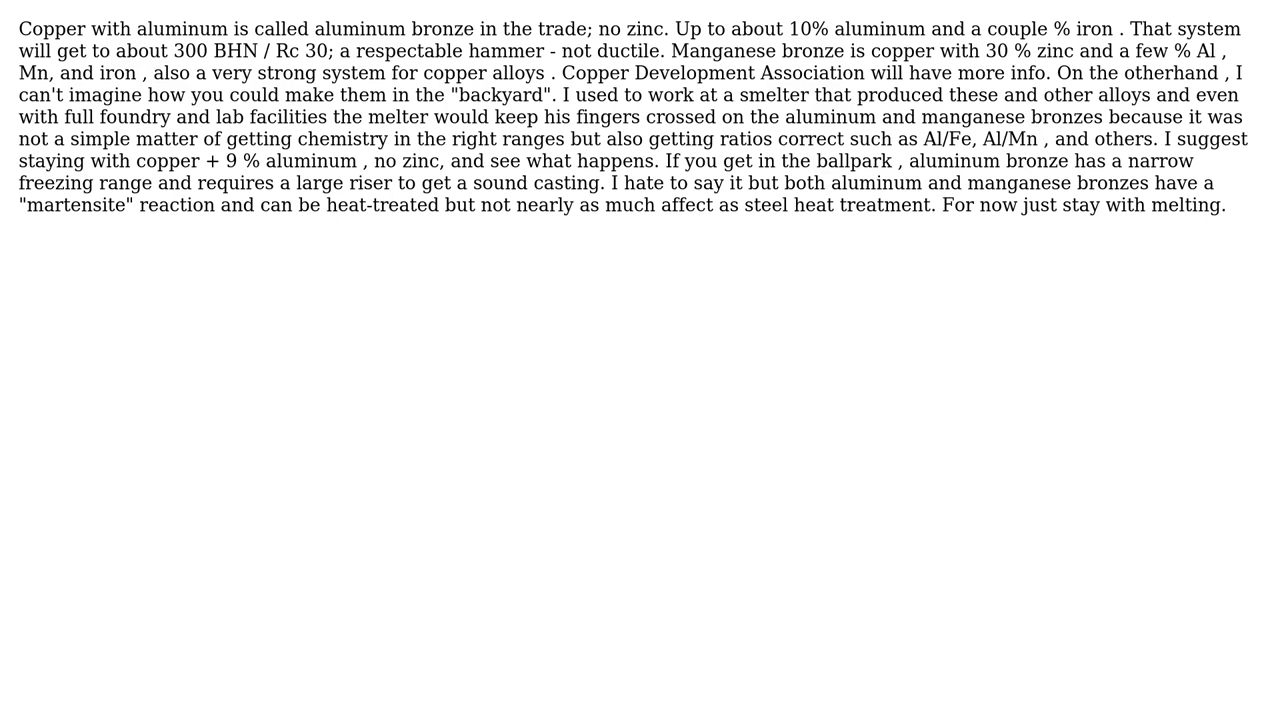 Copper with aluminum is called aluminum bronze in the trade; no zinc. Up to about 10% aluminum and a couple % iron . That system
will get to about 300 BHN / Rc 30; a respectable hammer - not ductile. Manganese bronze is copper with 30 % zinc and a few % Al ,
Mn, and iron , also a very strong system for copper alloys . Copper Development Association will have more info. On the otherhand , I
can't imagine how you could make them in the "backyard". I used to work at a smelter that produced these and other alloys and even
with full foundry and lab facilities the melter would keep his fingers crossed on the aluminum and manganese bronzes because it was
not a simple matter of getting chemistry in the right ranges but also getting ratios correct such as Al/Fe, Al/Mn , and others. I suggest
staying with copper + 9 % aluminum , no zinc, and see what happens. If you get in the ballpark , aluminum bronze has a narrow
freezing range and requires a large riser to get a sound casting. I hate to say it but both aluminum and manganese bronzes have a
"martensite" reaction and can be heat-treated but not nearly as much affect as steel heat treatment. For now just stay with melting.